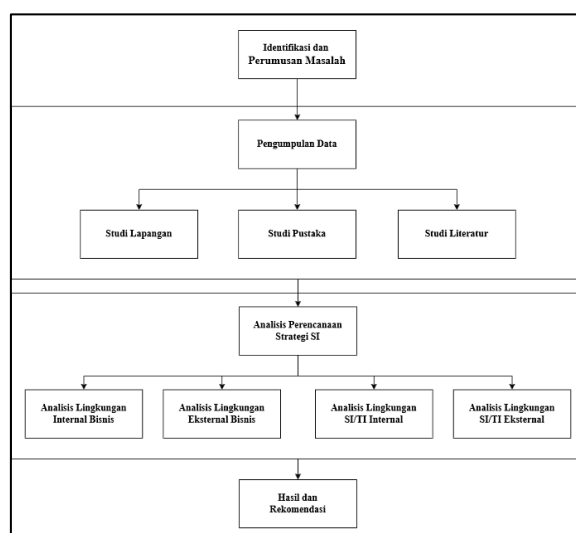 Identifikasi dan
Perumusan Masalah
Pengumpulan Data
Studi Lapangan
Studi Pustaka
Studi Literatur
Analisis Perencanaan
Strategi SI
Analisis Lingkungan
Internal Bisnis
Analisis Lingkungan
Eksternal Bisnis
Analisis Lingkungan
SI/TI Internal
Analisis Lingkungan
SI/TI Eksternal
Hasil dan
Rekomendasi